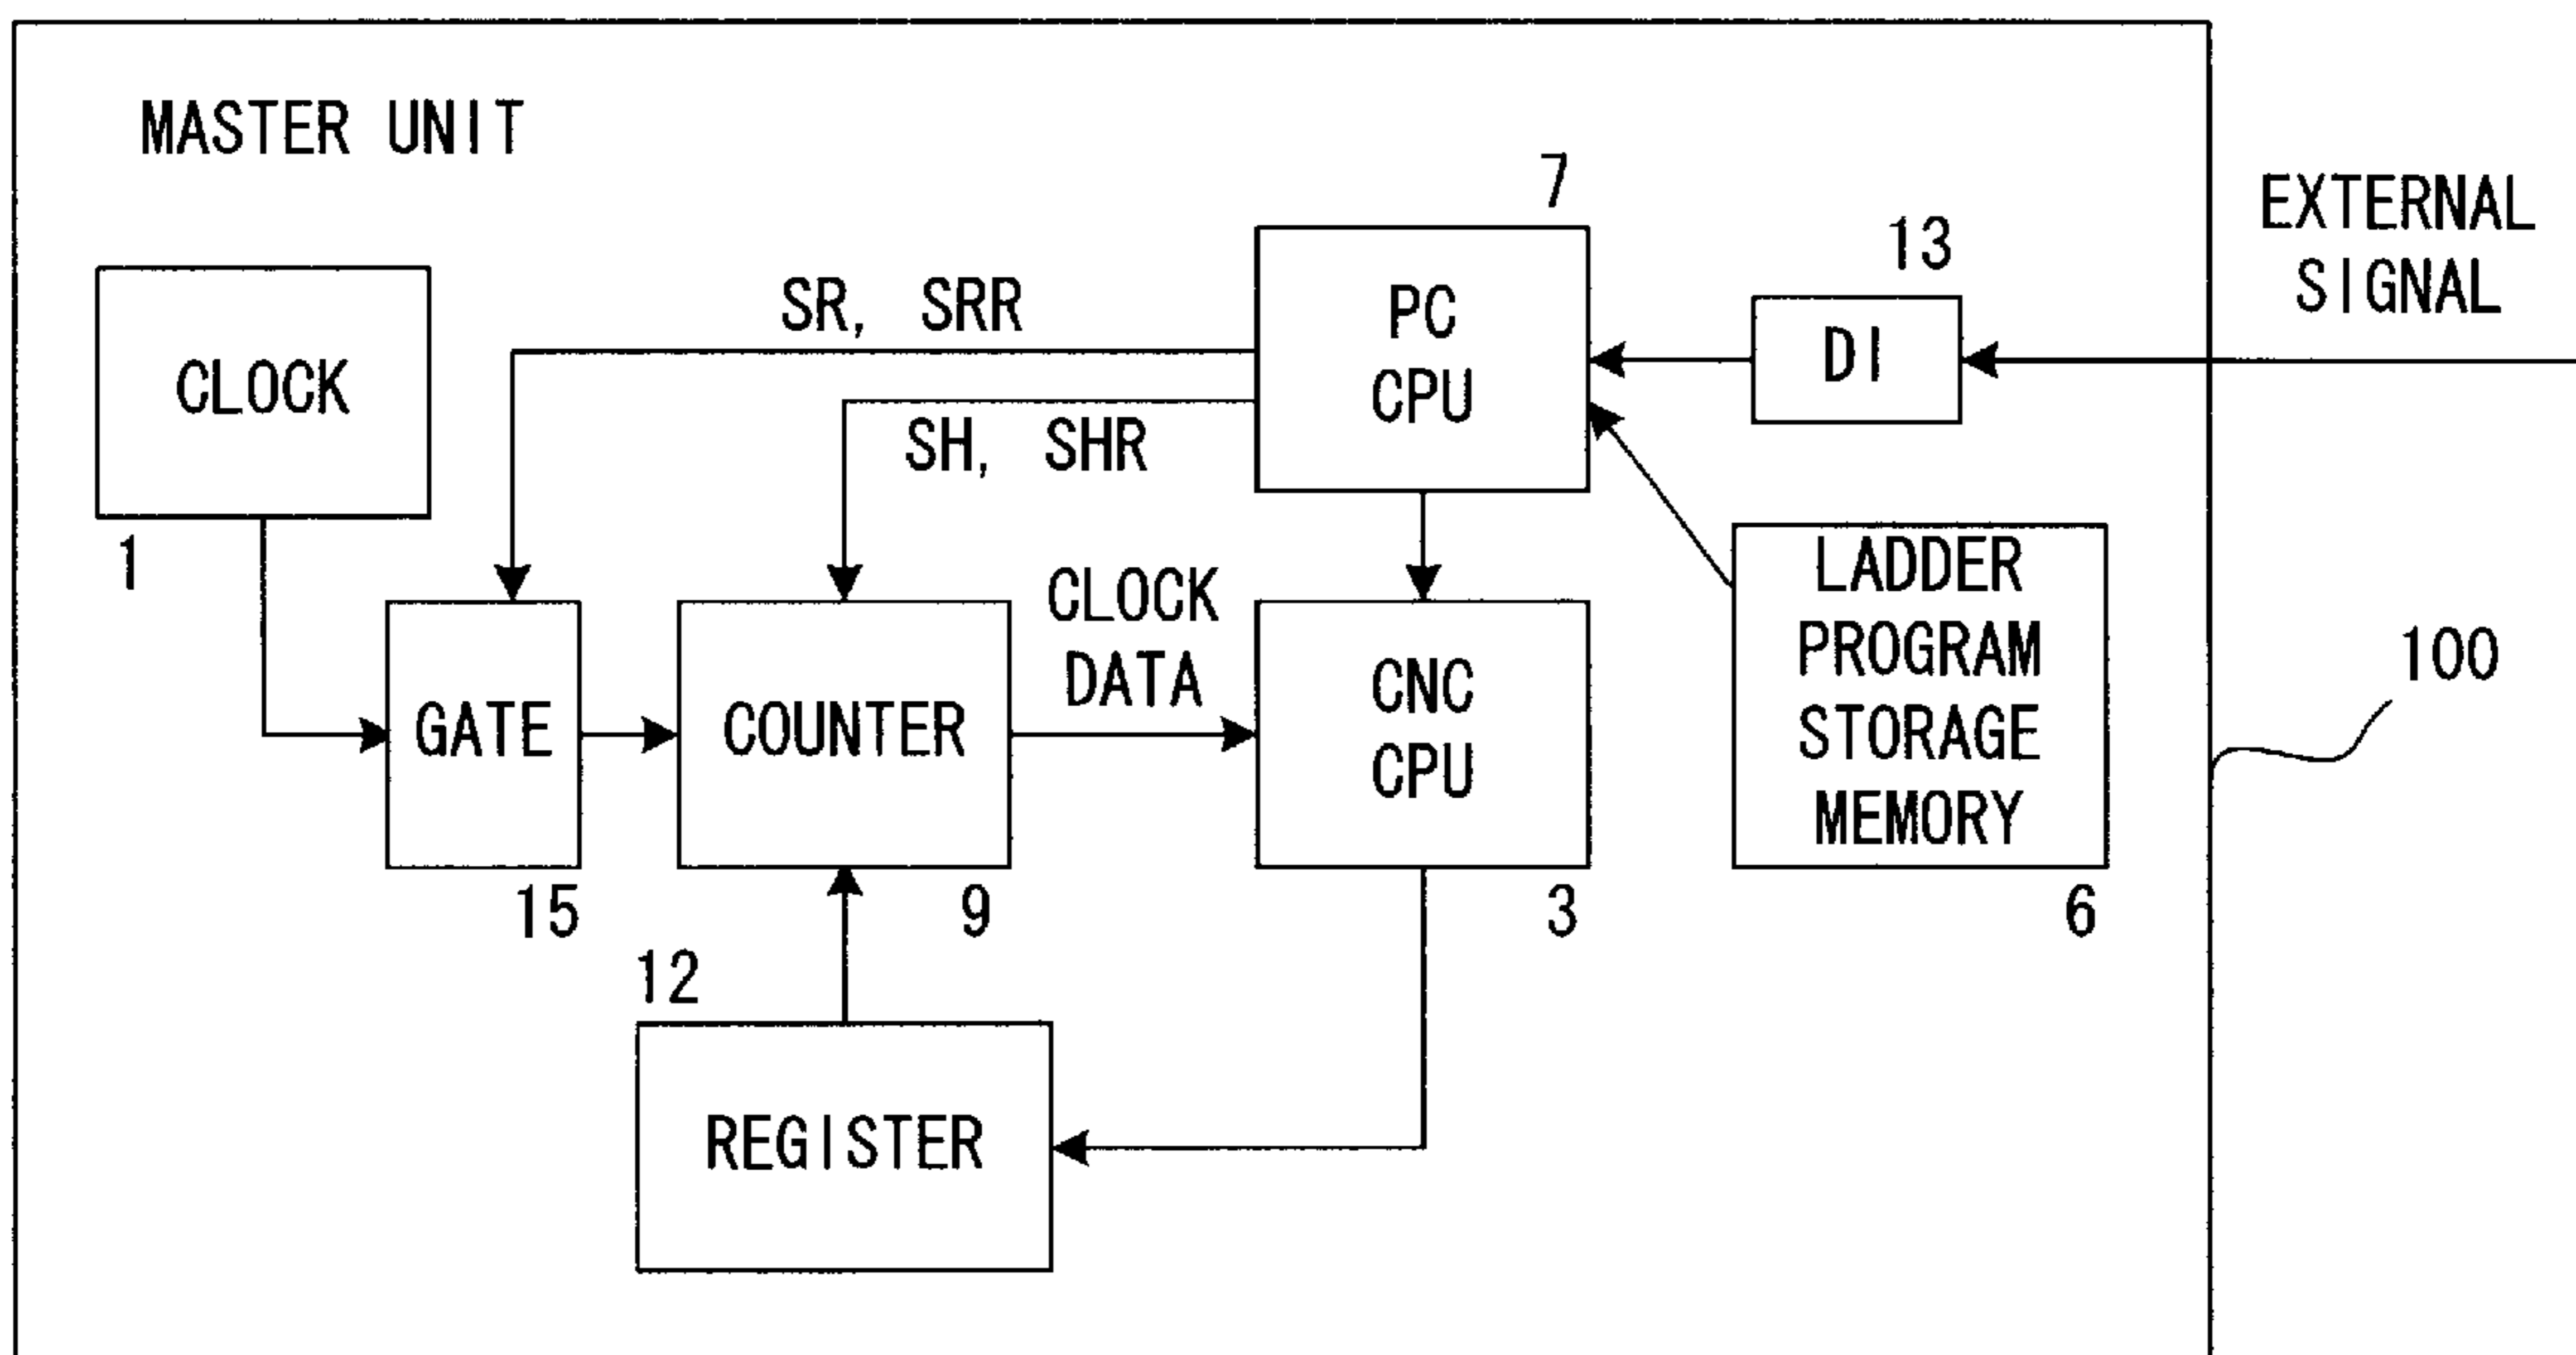 MASTER UNIT
7
EXTERNAL
SIGNAL
13
CLOCK
1
SR, SRR
SH, SHR
PC
CPU
DI
GATE
15
COUNTER
9
CLOCK
DATA
CNC
CPU
3
LADDER
PROGRAM
STORAGE
MEMORY
6
100
12
REGISTER